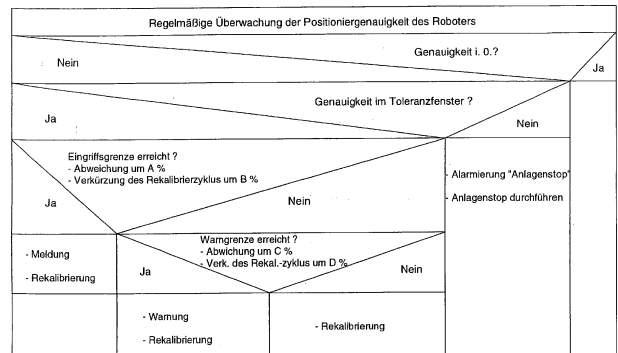 Regelmäßige Überwachung der Positioniergenauigkeit des Roboters
Genauigkeit i. O.?
Nein
Ja
Genauigkeit im Toleranzfenster ?
Ja
Nein
Eingriffsgrenze erreicht ?
- Abweichung um A %
- Verkürzung des Rekalibrierzyklus um B %
Ja
Nein
- Alarmierung "Anlagenstop"
- Anlagenstop durchführen
Warngrenze erreicht ?
- Abwichung um C %
- Verk. des Rekal.-zyklus um D %
Ja
Nein
- Meldung
- Rekalibrierung
- Warnung
- Rekalibrierung
- Rekalibrierung